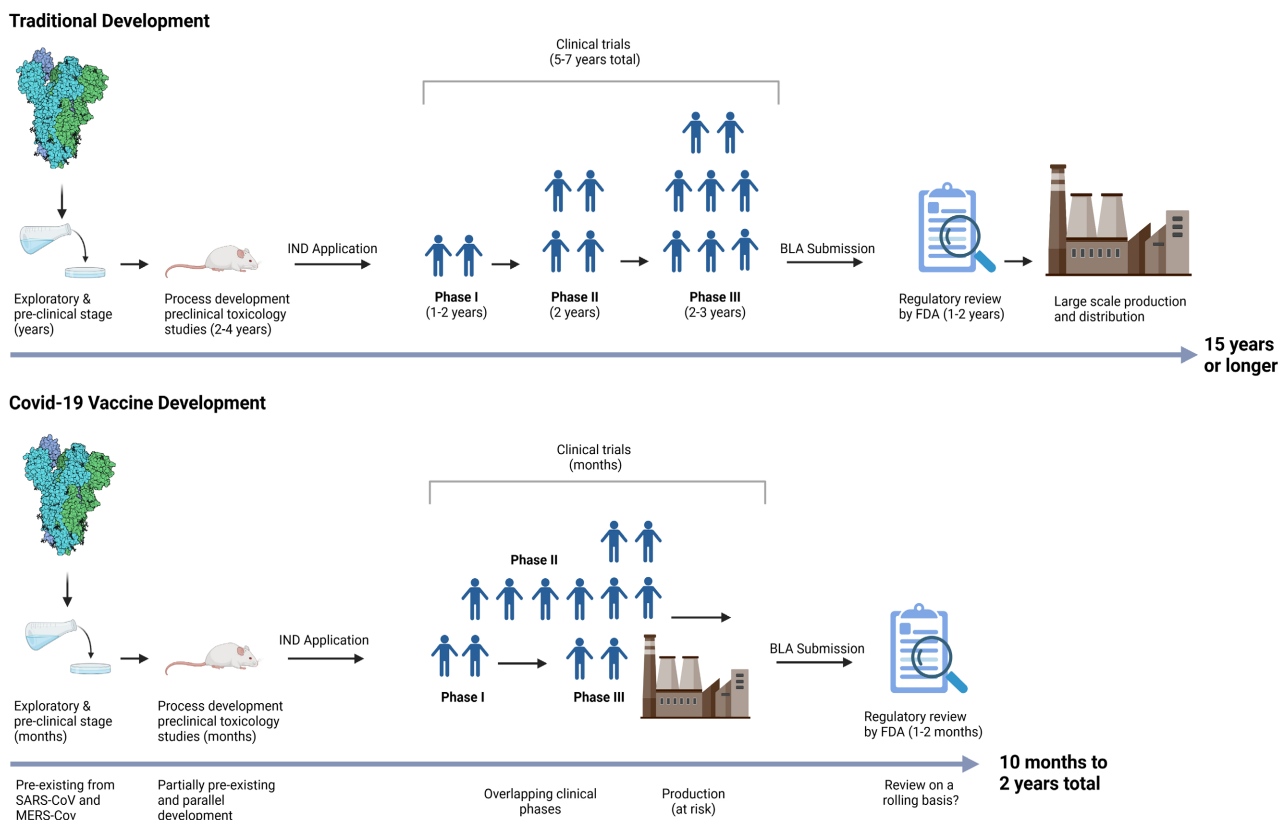 Traditional Development
Clinical trials
(5-7 years total)
IND Application
BLA Submission
Exploratory &
pre-clinical stage
(years)
Process development
preclinical toxicology
studies (2-4 years)
Phase I
(1-2 years)
Phase II
(2 years)
Phase III
(2-3 years)
Regulatory review
by FDA (1-2 years)
Large scale production
and distribution
15 years
or longer
Covid-19 Vaccine Development
Clinical trials
(months)
Phase II
IND Application
BLA Submission
Phase I
Phase III
Exploratory &
pre-clinical stage
(months)
Process development
preclinical toxicology
studies (months)
Regulatory review
by FDA (1-2 months)
10 months to
2 years total
Pre-existing from
SARS-CoV and
MERS-Cov
Partially pre-existing
and parallel
development
Overlapping clinical
phases
Production
(at risk)
Review on a
rolling basis?